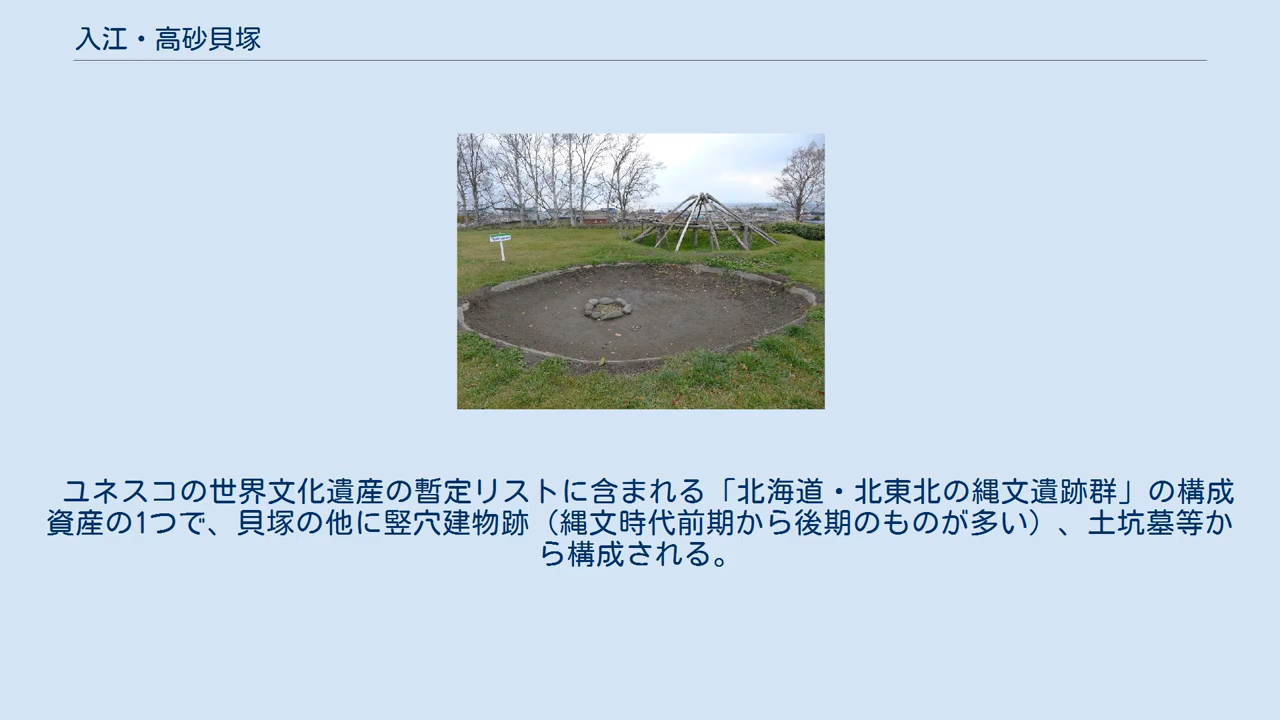 入江・高砂貝塚
ユネスコの世界文化遺産の暫定リストに含まれる「北海道・北東北の縄文遺跡群」の構成
資産の1つで、貝塚の他に竪穴建物跡（縄文時代前期から後期のものが多い）、土坑墓等か
ら構成される。